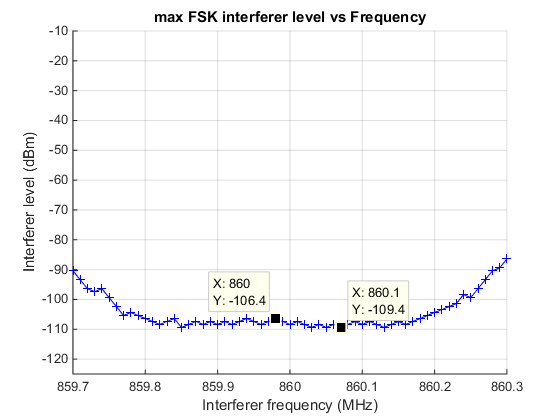 max FSK interferer level vs Frequency
Interferer level (dBm)
-10
-20
-30
-40
-50
-60
-70
-80
-90
-100
-110
-120
X: 860
Y: -106.4
X: 860.1
Y: -109.4
859.7
859.8
859.9
860
860.1
860.2
860.3
Interferer frequency (MHz)